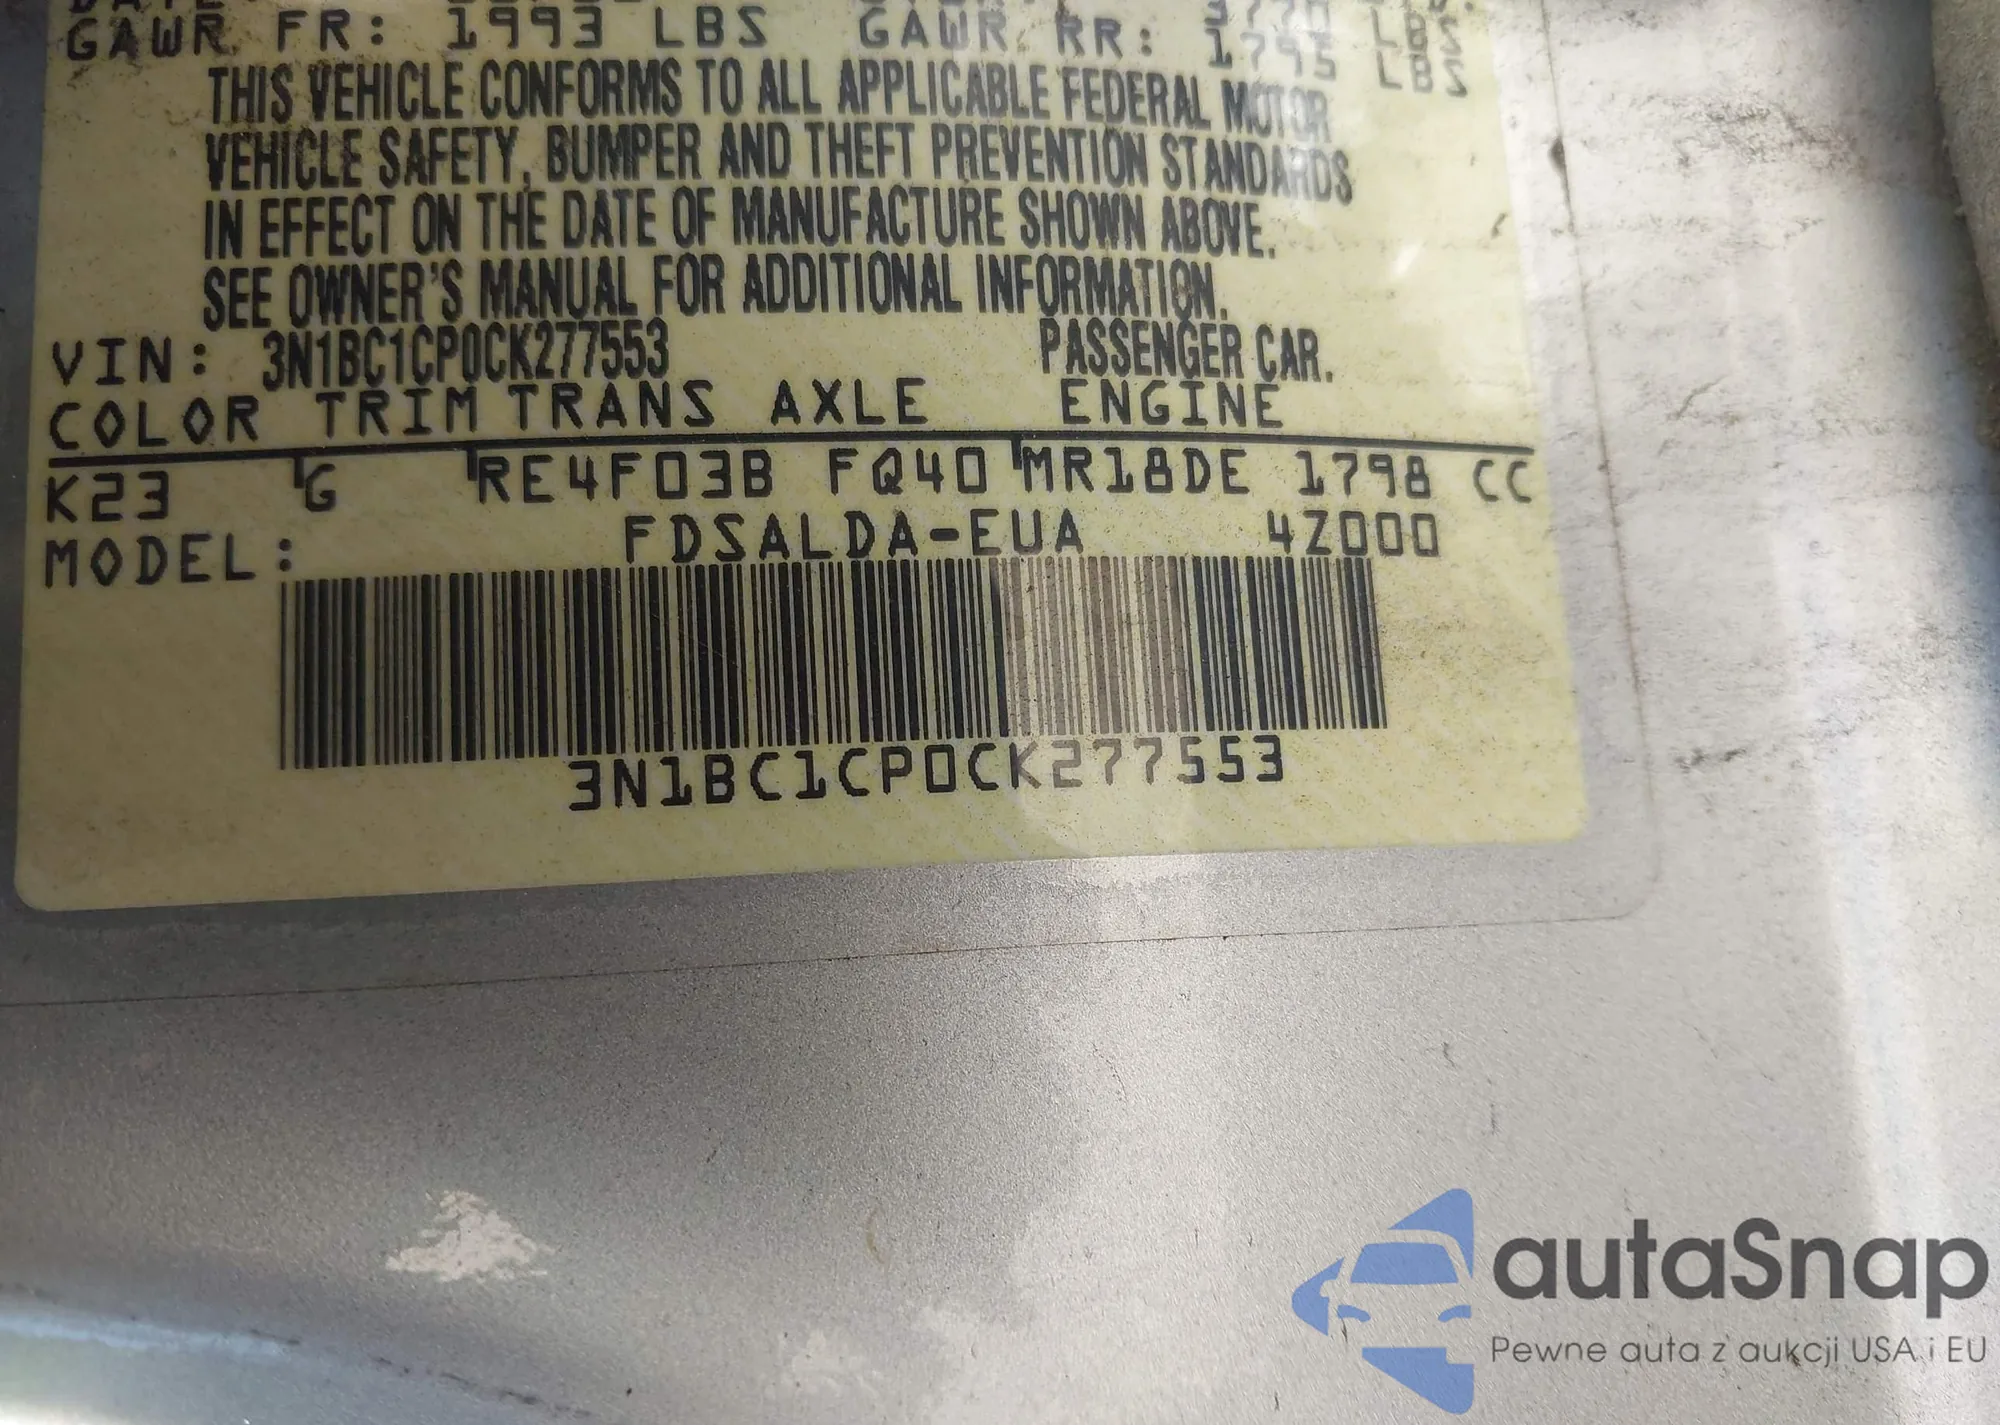 GAWR FR: 1993 LBS GAWR RR: 1795 LBS
THIS VEHICLE CONFORMS TO ALL APPLICABLE FEDERAL MOTOR
VEHICLE SAFETY, BUMPER AND THEFT PREVENTION STANDARDS
IN EFFECT ON THE DATE OF MANUFACTURE SHOWN ABOVE.
SEE OWNER'S MANUAL FOR ADDITIONAL INFORMATION.
VIN: 3N1BC1CP0CK277553 PASSENGER CAR.
COLOR TRIM TRANS AXLE ENGINE
K23 G RE4F03B FQ40 MR18DE 1798 CC
MODEL: FDSALDA-EUA 4Z000
3N1BC1CP0CK277553
autaSnap
Pewne auta z aukcji USA i EU